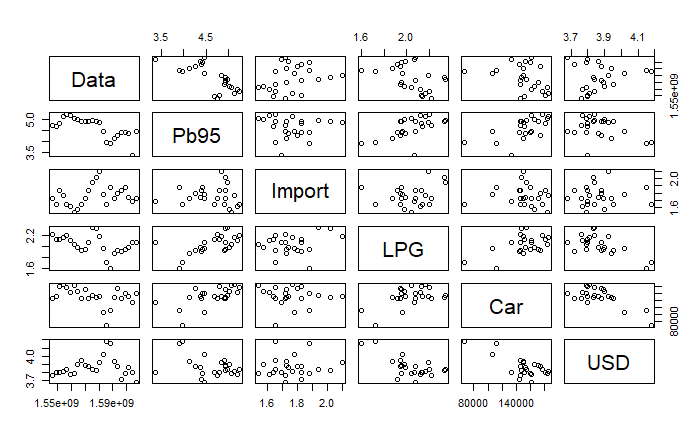 3.5 4.5 1.6 2.0 3.7 3.9 4.1
Data
1.55e+09
3.5 5.0
Pb95
Import
1.6 2.0
1.6 2.2
LPG
Car
80000
3.7 4.0
USD
1.55e+09 1.59e+09 1.6 1.8 2.0 80000 140000